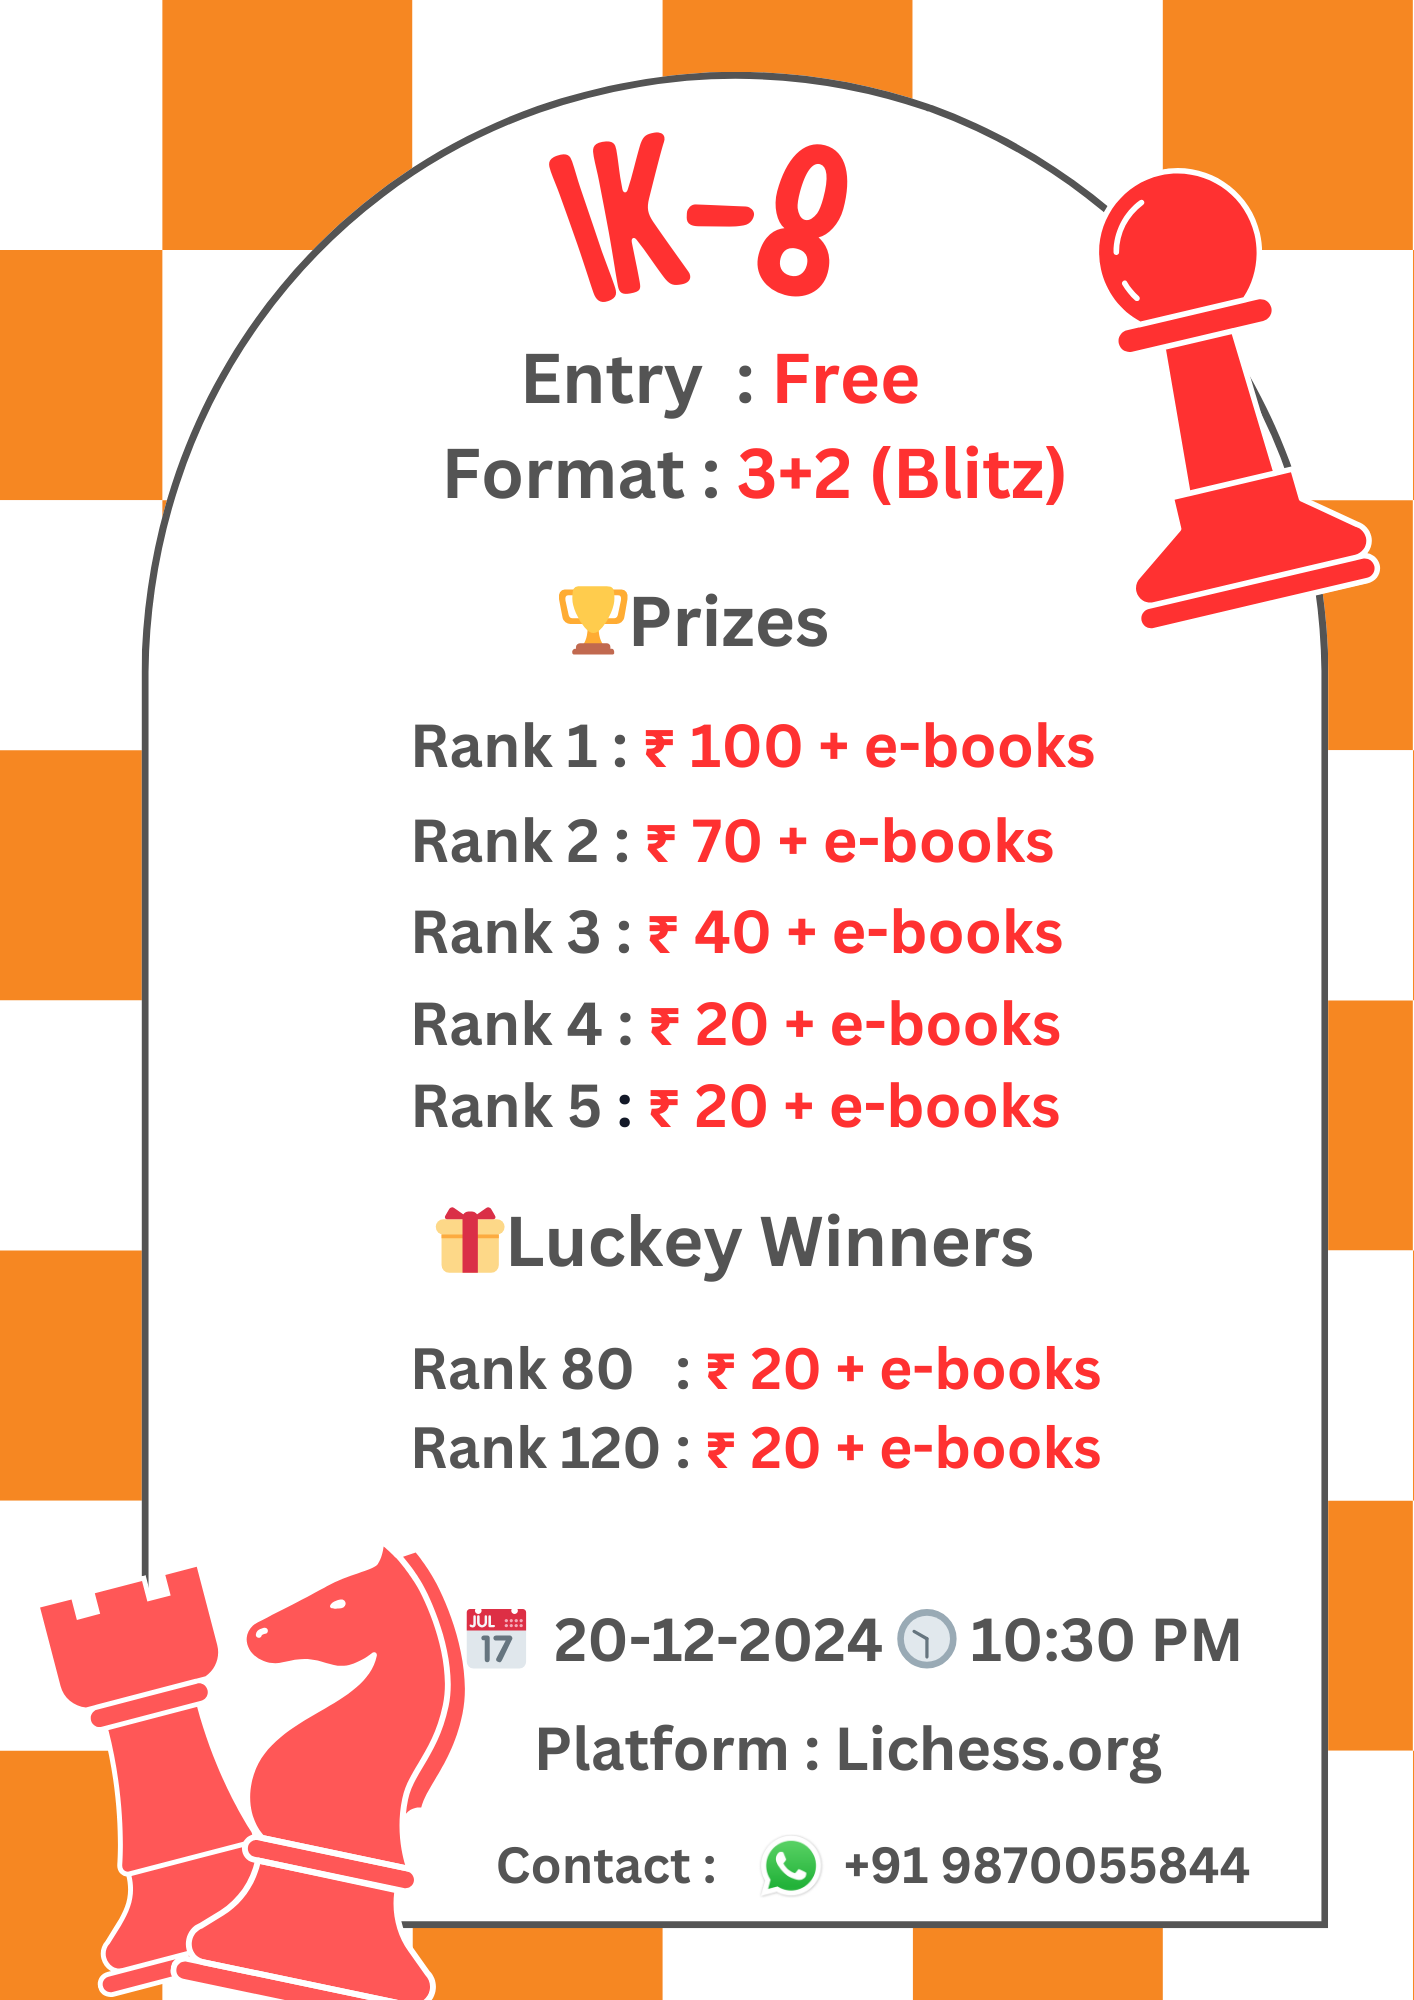 IK-8
Entry : Free
Format : 3+2 (Blitz)
🏆Prizes
Rank 1 : ₹ 100 + e-books
Rank 2 : ₹ 70 + e-books
Rank 3 : ₹ 40 + e-books
Rank 4 : ₹ 20 + e-books
Rank 5 : ₹ 20 + e-books
🎁Luckey Winners
Rank 80 : ₹ 20 + e-books
Rank 120 : ₹ 20 + e-books
JUL 17 20-12-2024 10:30 PM
Platform : Lichess.org
Contact : +91 9870055844